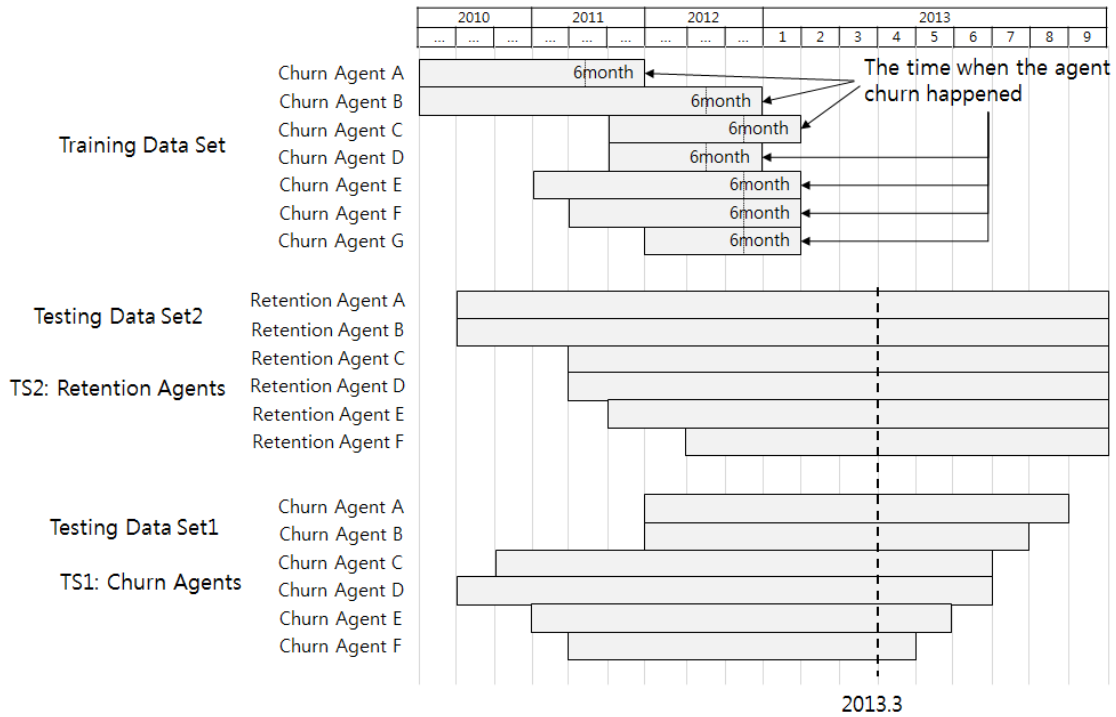 2010 2011 2012 2013
... ... ... ... ... ... ... ... ... 1 2 3 4 5 6 7 8 9
Training Data Set
Churn Agent A 6month
Churn Agent B 6month
Churn Agent C 6month
Churn Agent D 6month
Churn Agent E 6month
Churn Agent F 6month
Churn Agent G 6month
The time when the agent
churn happened
Testing Data Set2
TS2: Retention Agents
Retention Agent A
Retention Agent B
Retention Agent C
Retention Agent D
Retention Agent E
Retention Agent F
Testing Data Set1
TS1: Churn Agents
Churn Agent A
Churn Agent B
Churn Agent C
Churn Agent D
Churn Agent E
Churn Agent F
2013.3